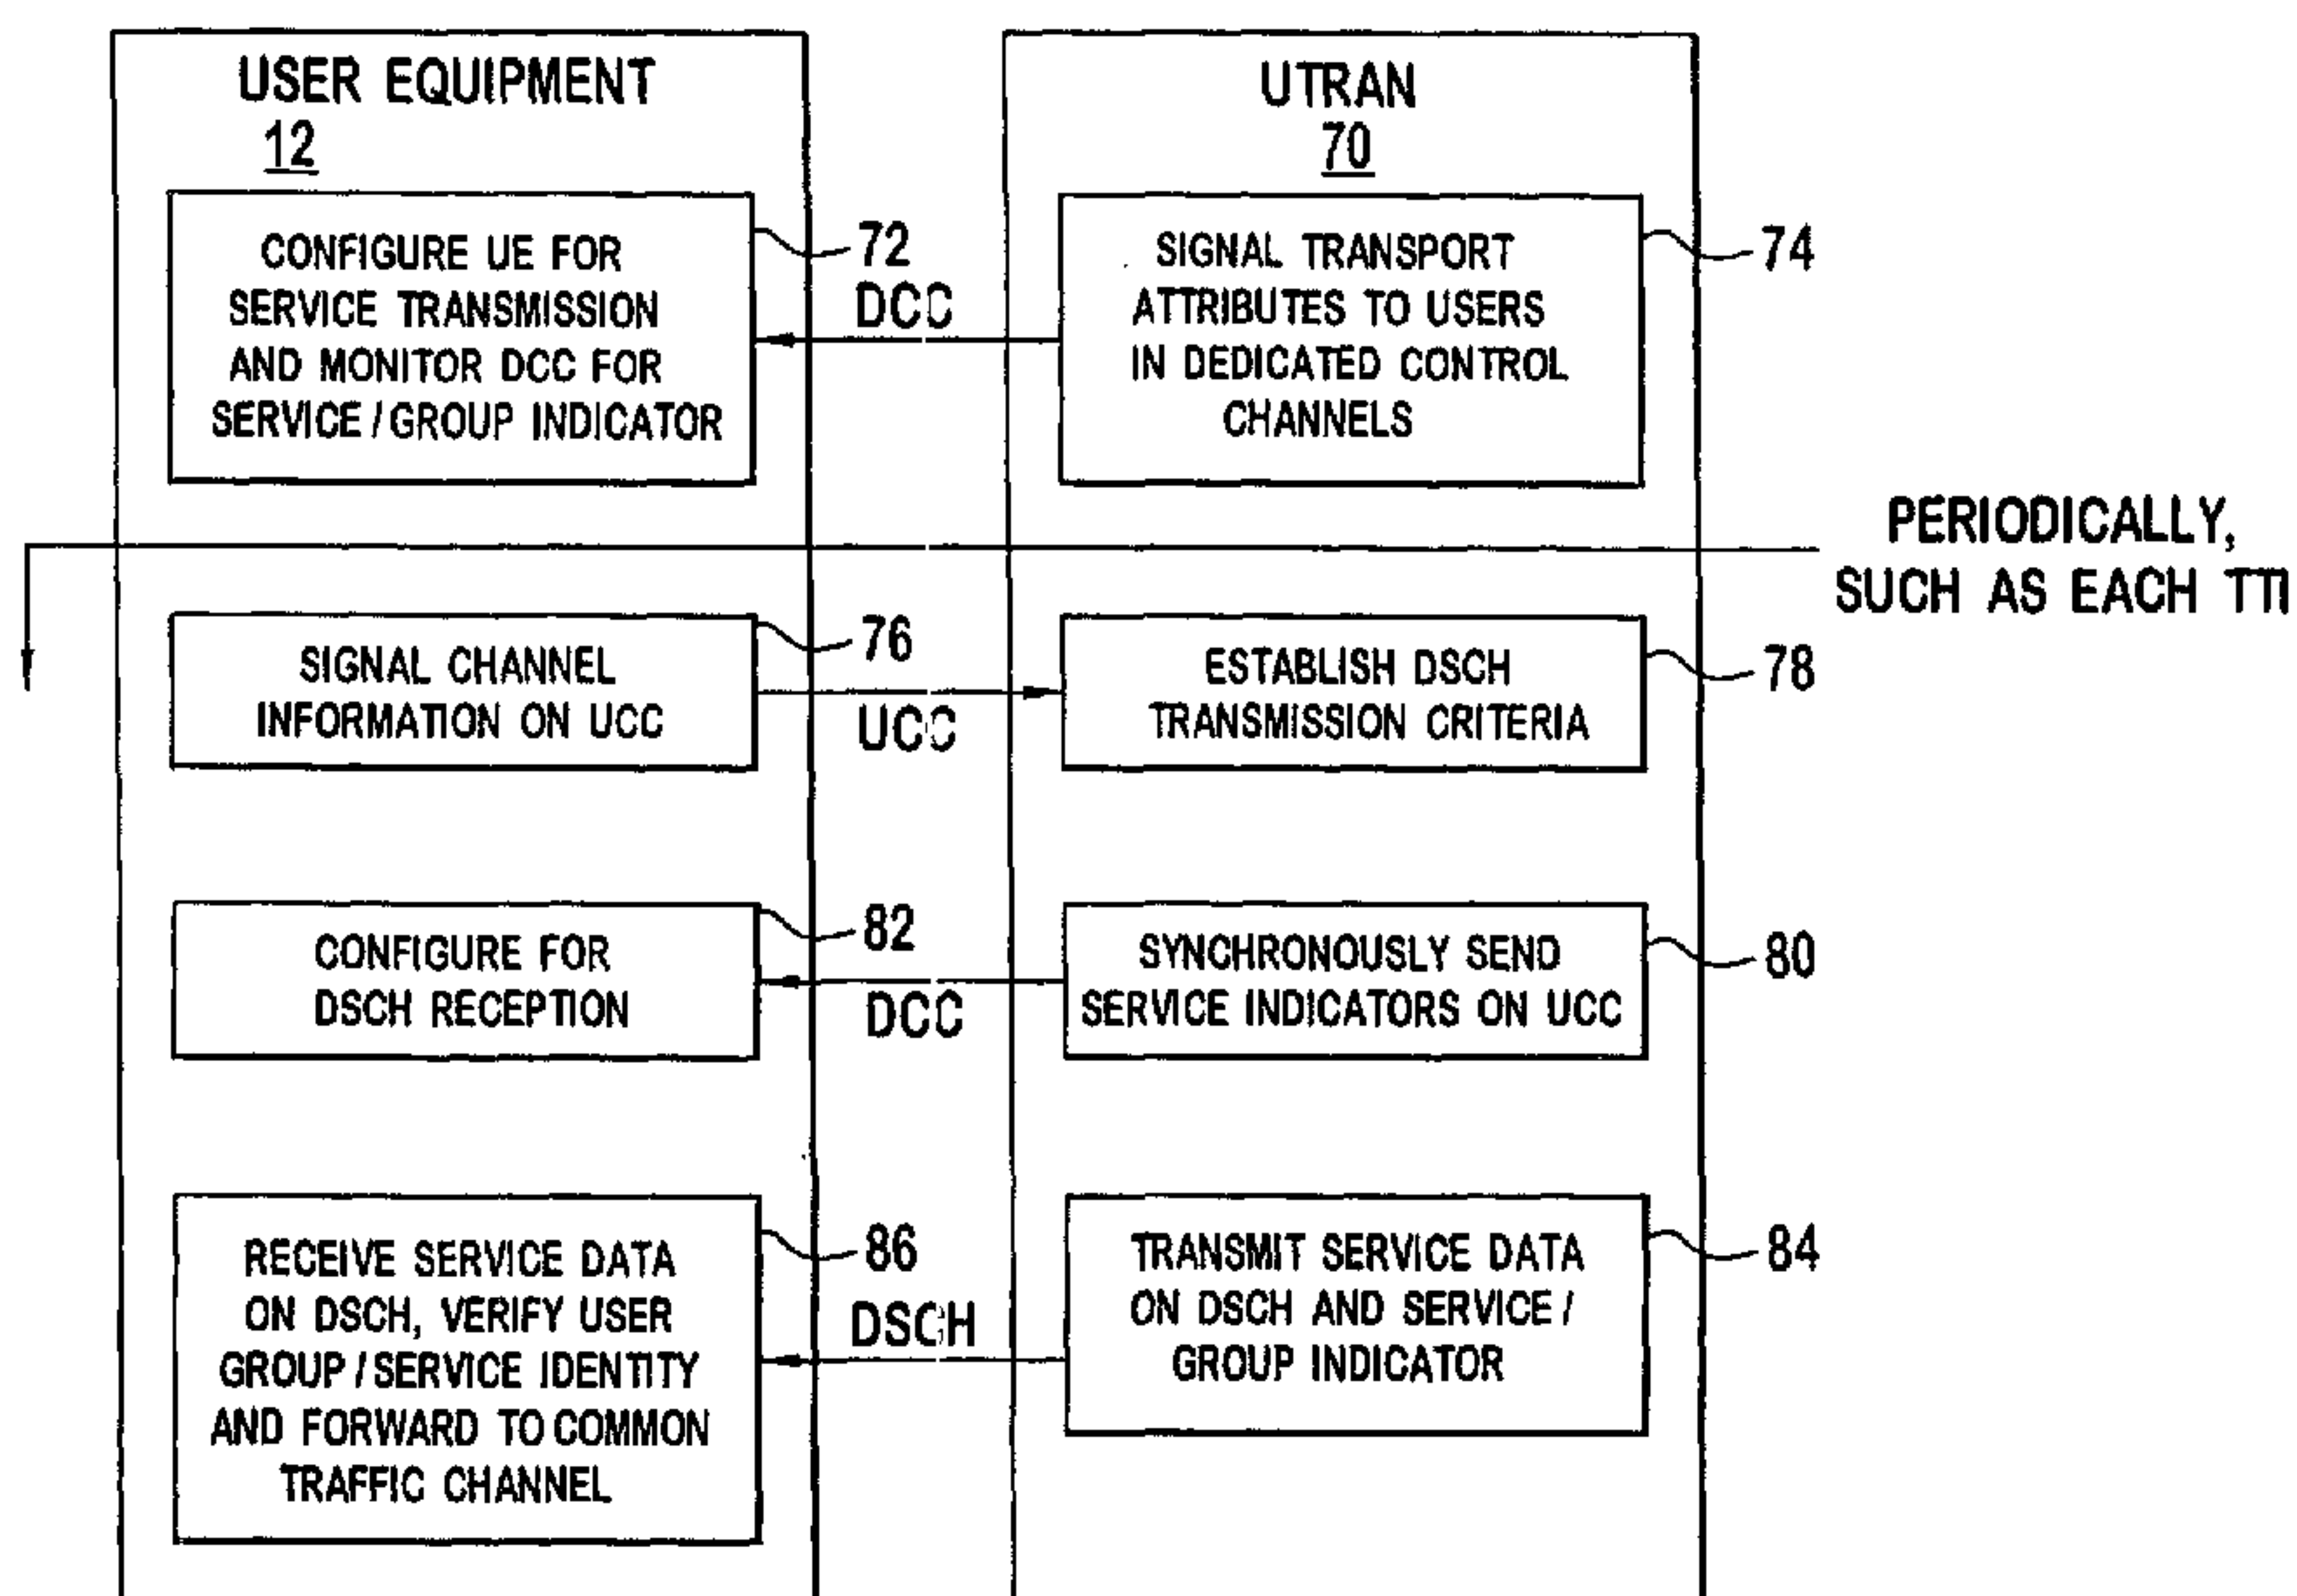 USER EQUIPMENT
12
UTRAN
70
CONFIGURE UE FOR
SERVICE TRANSMISSION
AND MONITOR DCC FOR
SERVICE/GROUP INDICATOR
72
DCC
SIGNAL TRANSPORT
ATTRIBUTES TO USERS
IN DEDICATED CONTROL
CHANNELS
74
PERIODICALLY,
SUCH AS EACH TTI
SIGNAL CHANNEL
INFORMATION ON UCC
76
UCC
ESTABLISH DSCH
TRANSMISSION CRITERIA
78
CONFIGURE FOR
DSCH RECEPTION
82
DCC
SYNCHRONOUSLY SEND
SERVICE INDICATORS ON UCC
80
RECEIVE SERVICE DATA
ON DSCH, VERIFY USER
GROUP/SERVICE IDENTITY
AND FORWARD TO COMMON
TRAFFIC CHANNEL
86
DSCH
TRANSMIT SERVICE DATA
ON DSCH AND SERVICE/
GROUP INDICATOR
84